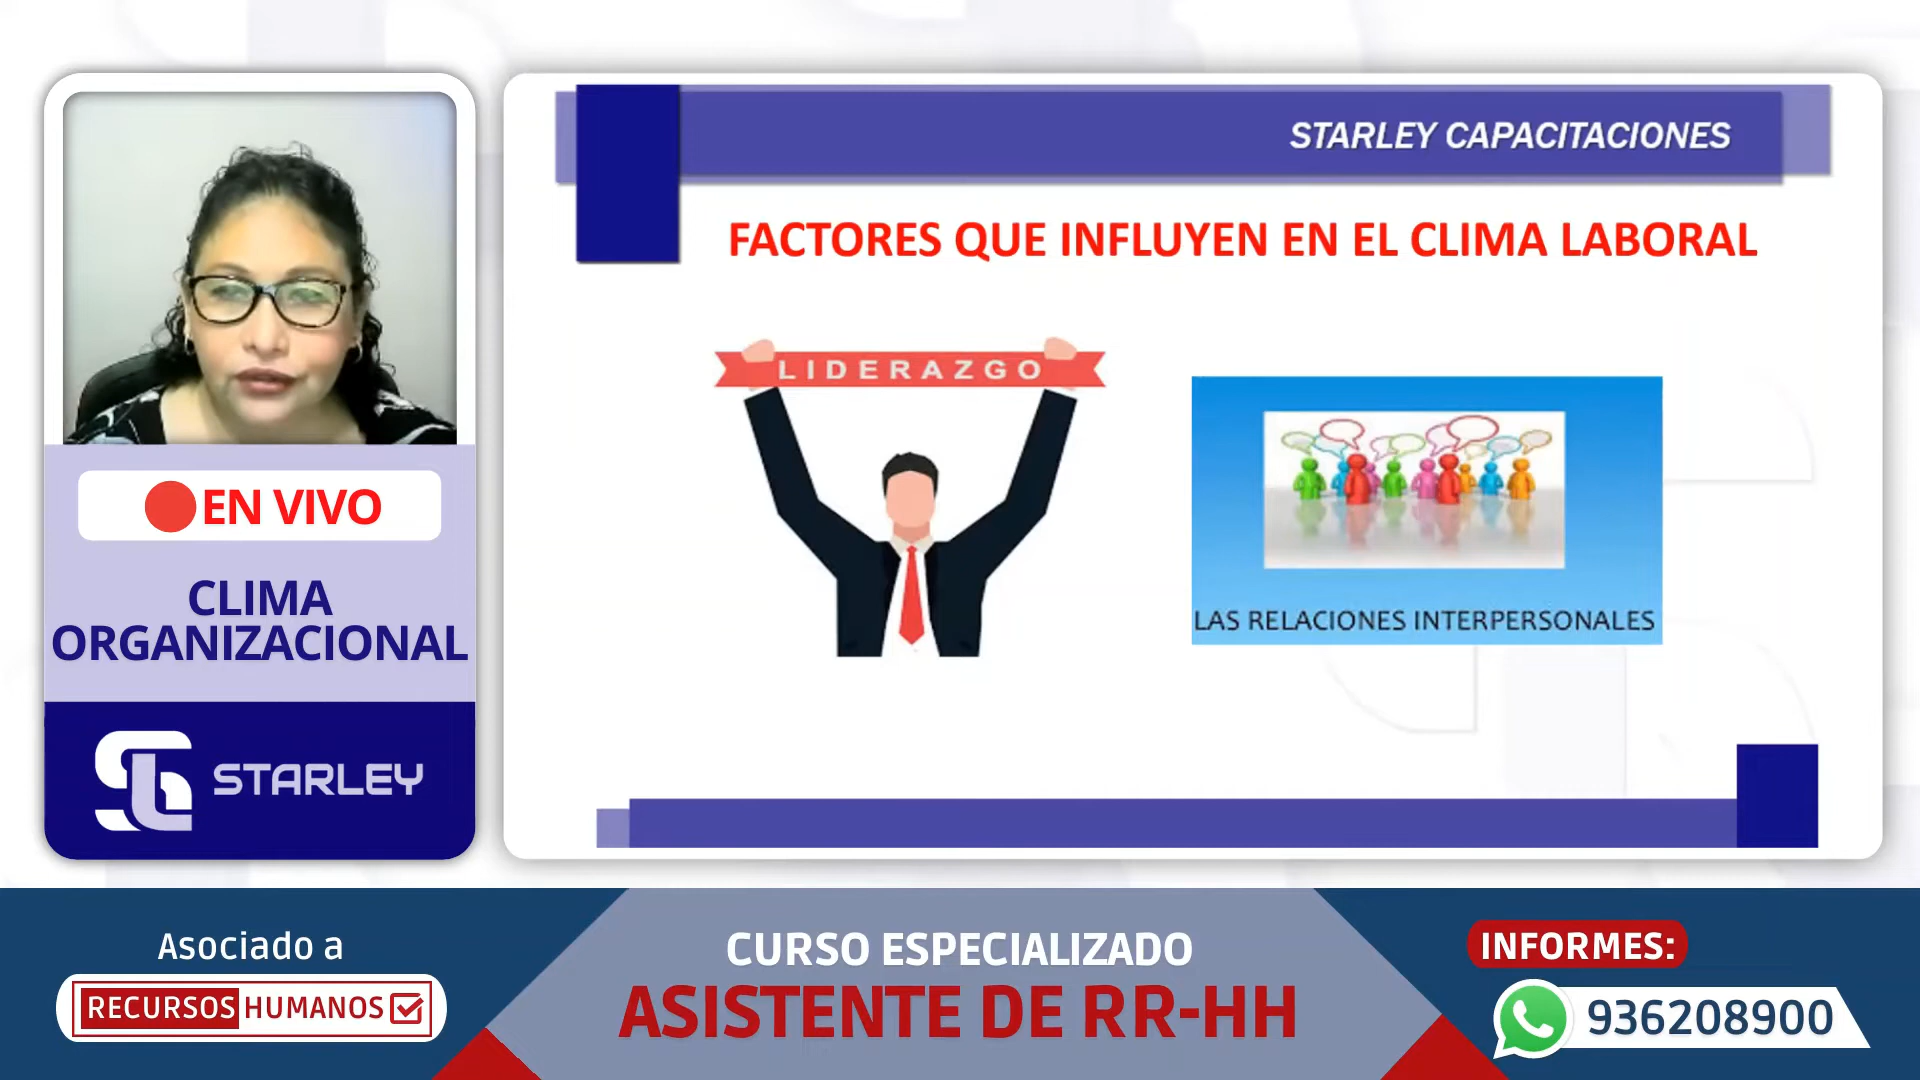 STARLEY CAPACITACIONES
FACTORES QUE INFLUYEN EN EL CLIMA LABORAL
LIDERAZGO
LAS RELACIONES INTERPERSONALES
EN VIVO
CLIMA
ORGANIZACIONAL
STARLEY
Asociado a
RECURSOS HUMANOS
CURSO ESPECIALIZADO
ASISTENTE DE RR-HH
INFORMES:
936208900